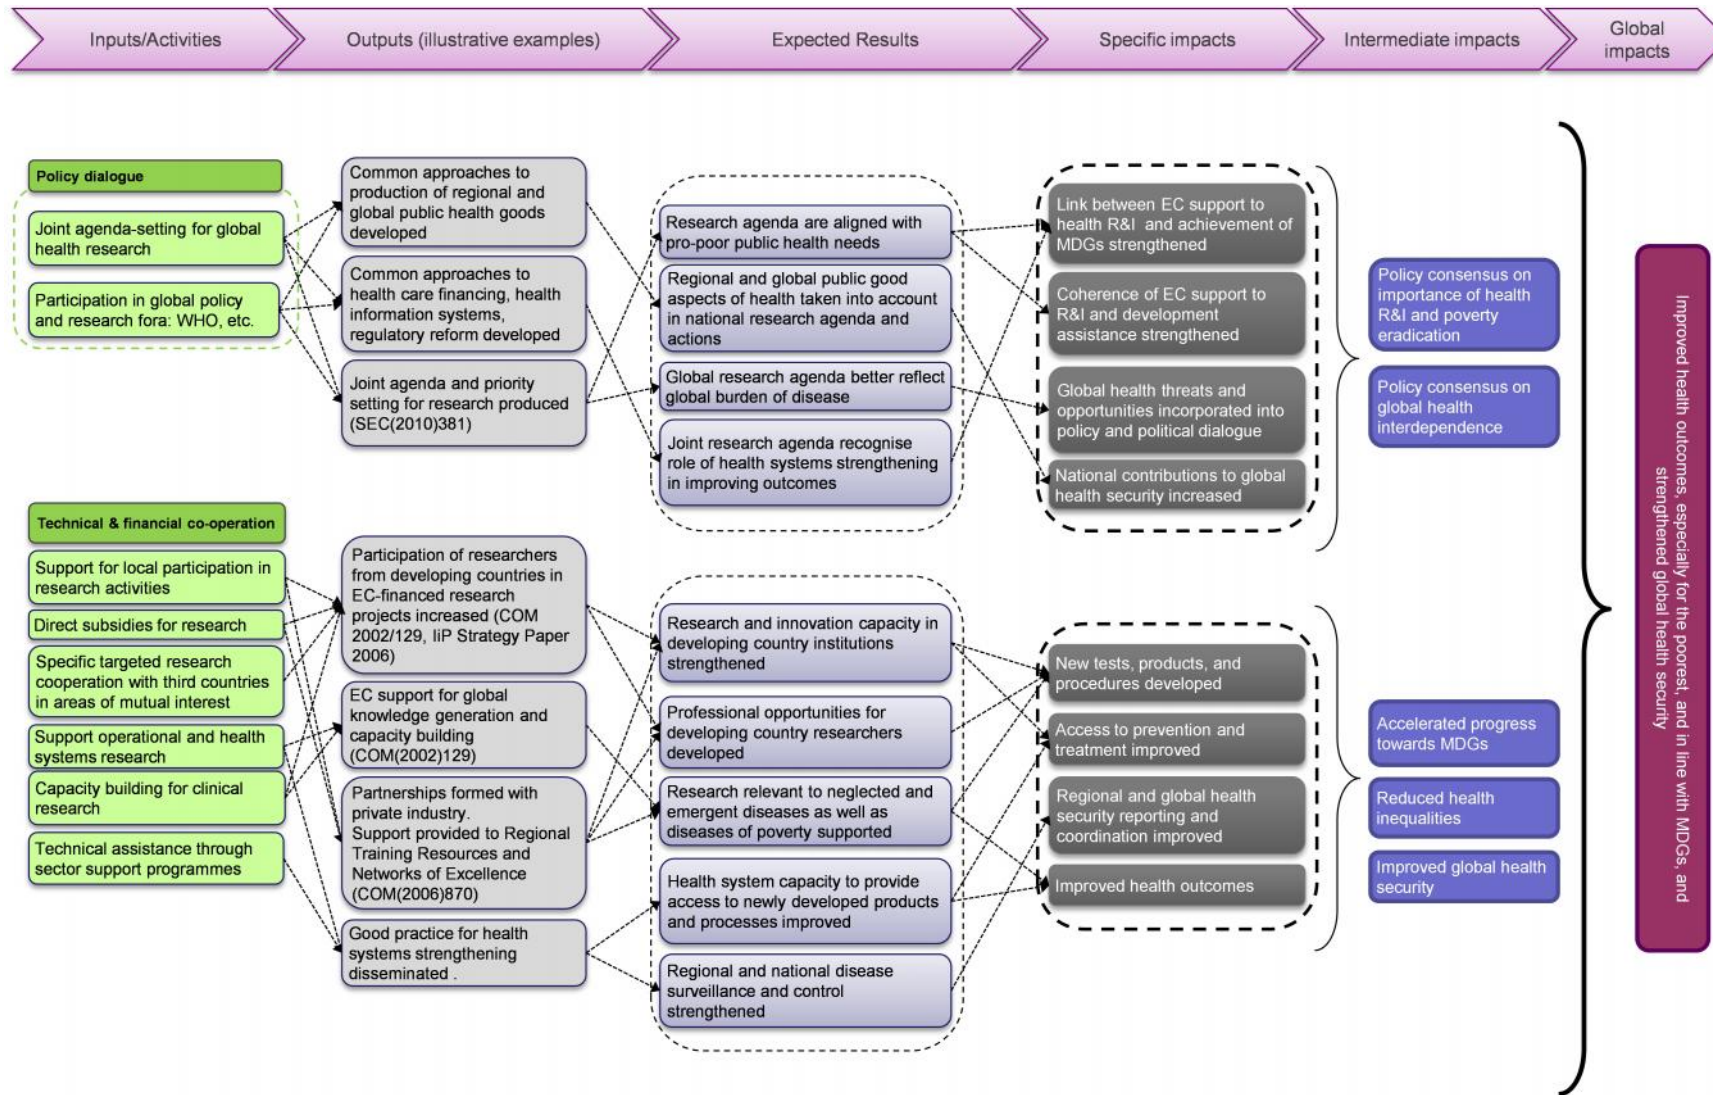 Inputs/Activities
Outputs (illustrative examples)
Expected Results
Specific impacts
Intermediate impacts
Global
impacts
Policy dialogue
Joint agenda-setting for global
health research
Participation in global policy
and research fora: WHO, etc.
Common approaches to
production of regional and
global public health goods
developed
Common approaches to
health care financing, health
information systems,
regulatory reform developed
Joint agenda and priority
setting for research produced
(SEC(2010)381)
Research agenda are aligned with
pro-poor public health needs
Regional and global public good
aspects of health taken into account
in national research agenda and
actions
Global research agenda better reflect
global burden of disease
Joint research agenda recognise
role of health systems strengthening
in improving outcomes
Link between EC support to
health R&I and achievement of
MDGs strengthened
Coherence of EC support to
R&I and development
assistance strengthened
Global health threats and
opportunities incorporated into
policy and political dialogue
National contributions to global
health security increased
Policy consensus on
importance of health
R&I and poverty
eradication
Policy consensus on
global health
interdependence
Technical & financial co-operation
Support for local participation in
research activities
Direct subsidies for research
Specific targeted research
cooperation with third countries
in areas of mutual interest
Support operational and health
systems research
Capacity building for clinical
research
Technical assistance through
sector support programmes
Participation of researchers
from developing countries in
EC-financed research
projects increased (COM
2002/129, IiP Strategy Paper
2006)
EC support for global
knowledge generation and
capacity building
(COM(2002)129)
Partnerships formed with
private industry.
Support provided to Regional
Training Resources and
Networks of Excellence
(COM(2006)870)
Good practice for health
systems strengthening
disseminated .
Research and innovation capacity in
developing country institutions
strengthened
Professional opportunities for
developing country researchers
developed
Research relevant to neglected and
emergent diseases as well as
diseases of poverty supported
Health system capacity to provide
access to newly developed products
and processes improved
Regional and national disease
surveillance and control
strengthened
New tests, products, and
procedures developed
Access to prevention and
treatment improved
Regional and global health
security reporting and
coordination improved
Improved health outcomes
Accelerated progress
towards MDGs
Reduced health
inequalities
Improved global health
security
Improved health outcomes, especially for the poorest, and in line with MDGs, and
strengthened global health security